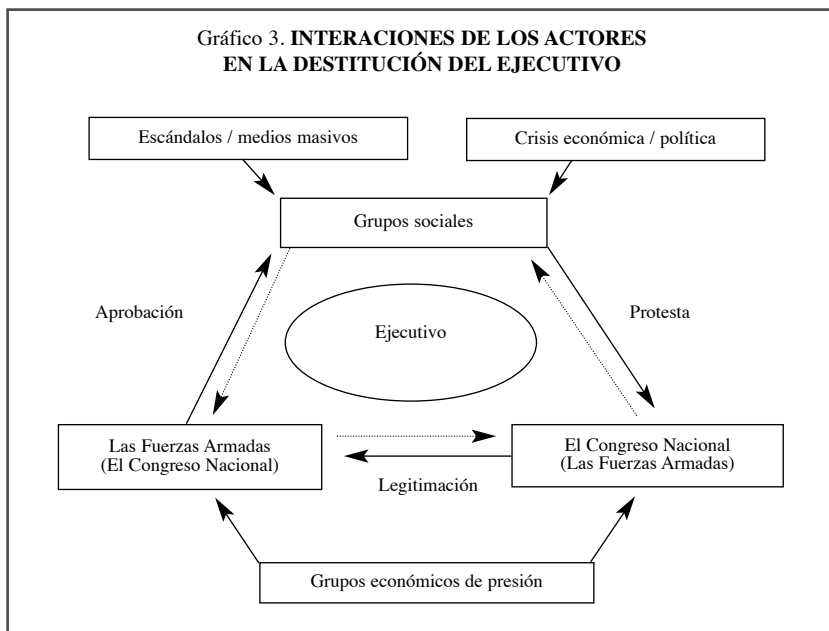 Gráfico 3. INTERACIONES DE LOS ACTORES
EN LA DESTITUCIÓN DEL EJECUTIVO
Escándalos / medios masivos
Crisis económica / política
Grupos sociales
Aprobación
Protesta
Ejecutivo
Las Fuerzas Armadas
(El Congreso Nacional)
El Congreso Nacional
(Las Fuerzas Armadas)
Legitimación
Grupos económicos de presión